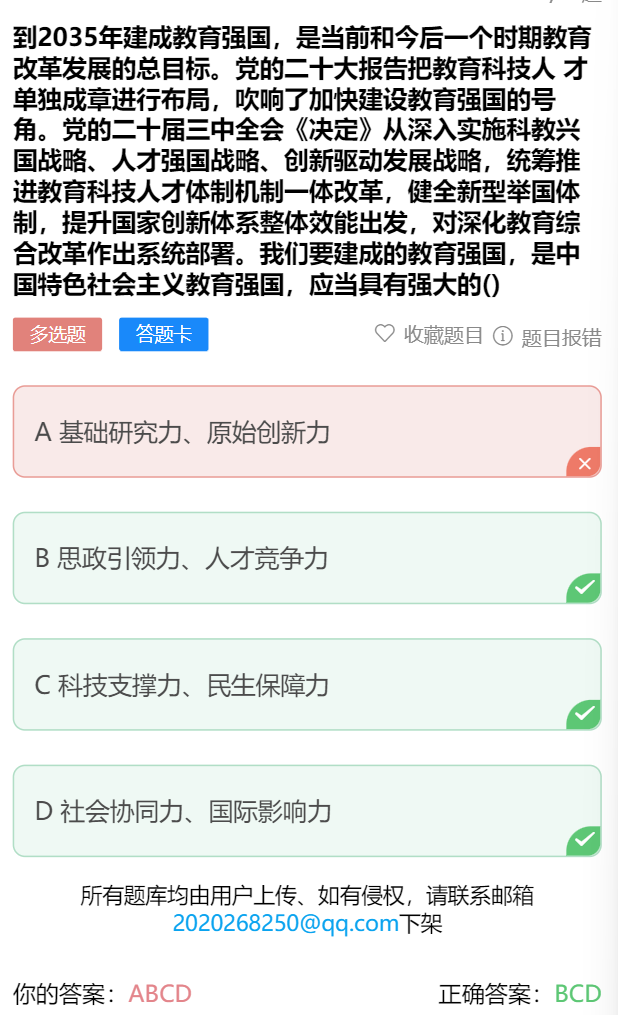 到2035年建成教育强国，是当前和今后一个时期教育
改革发展的总目标。党的二十大报告把教育科技人 才
单独成章进行布局，吹响了加快建设教育强国的号
角。党的二十届三中全会《决定》从深入实施科教兴
国战略、人才强国战略、创新驱动发展战略，统筹推
进教育科技人才体制机制一体改革，健全新型举国体
制，提升国家创新体系整体效能出发，对深化教育综
合改革作出系统部署。我们要建成的教育强国，是中
国特色社会主义教育强国，应当具有强大的()
多选题 答题卡 收藏题目 题目报错
A 基础研究力、原始创新力
B 思政引领力、人才竞争力
C 科技支撑力、民生保障力
D 社会协同力、国际影响力
所有题库均由用户上传、如有侵权，请联系邮箱
2020268250@qq.com下架
你的答案：ABCD 正确答案：BCD